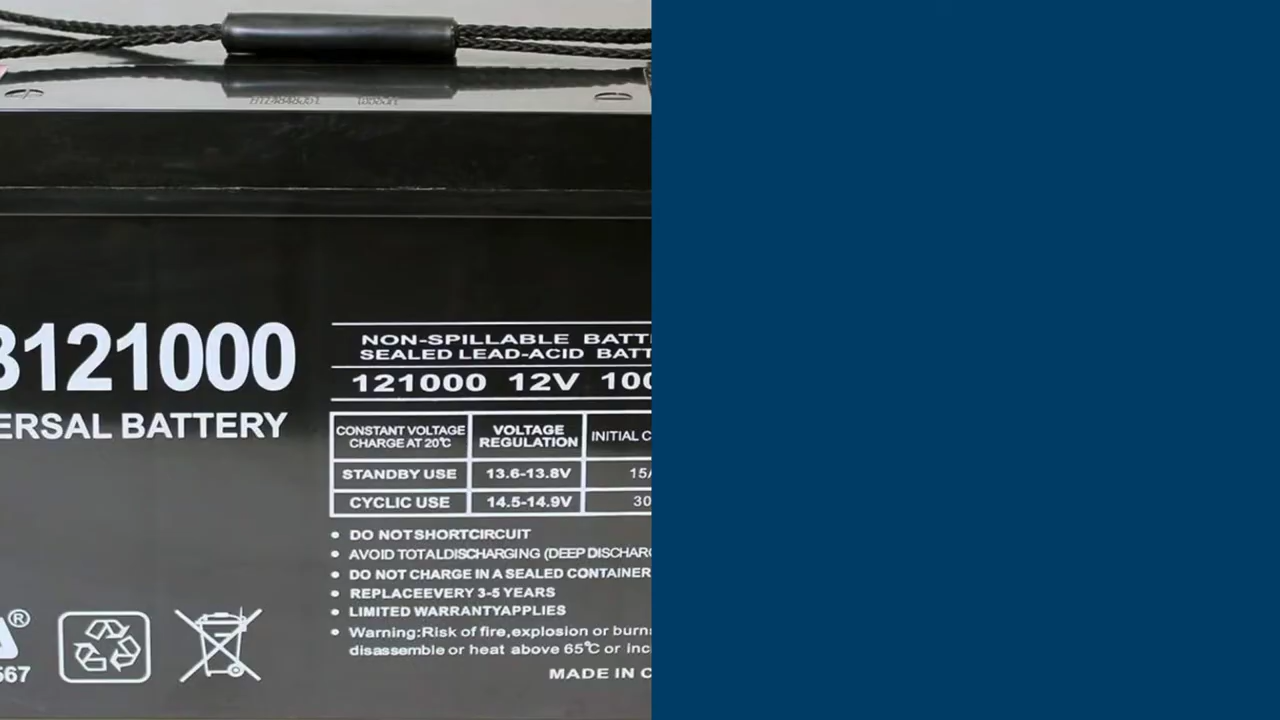 3121000
ERSAL BATTERY
NON-SPILLABLE BATT
SEALED LEAD-ACID BATT
121000 12V 100
CONSTANT VOLTAGE
CHARGE AT 20℃
VOLTAGE
REGULATION
INITIAL C
STANDBY USE 13.6-13.8V 15A
CYCLIC USE 14.5-14.9V 30
• DO NOT SHORTCIRCUIT
• AVOID TOTALDISCHARGING (DEEP DISCHARG
• DO NOT CHARGE IN A SEALED CONTAINER
• REPLACEEVERY 3-5 YEARS
• LIMITED WARRANTYAPPLIES
• Warning:Risk of fire,explosion or burns
disassemble or heat above 65℃ or inc
®
567
MADE IN C